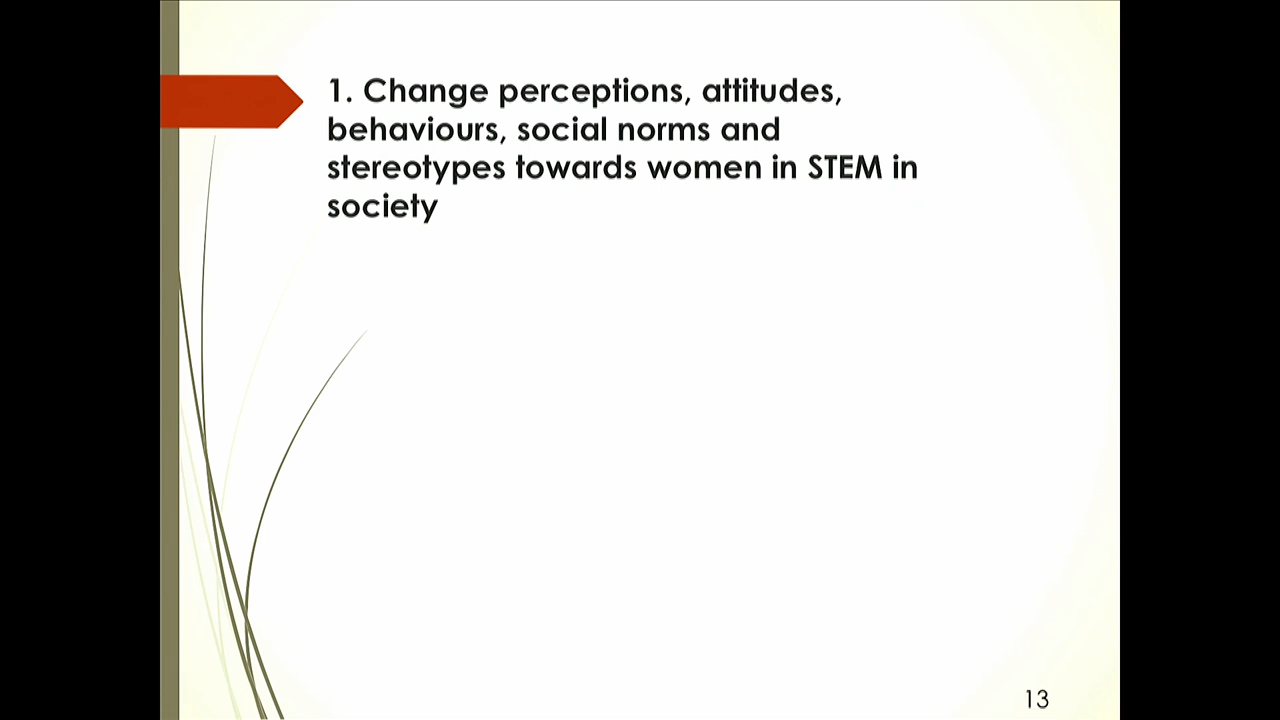 1. Change perceptions, attitudes,
behaviours, social norms and
stereotypes towards women in STEM in
society
13